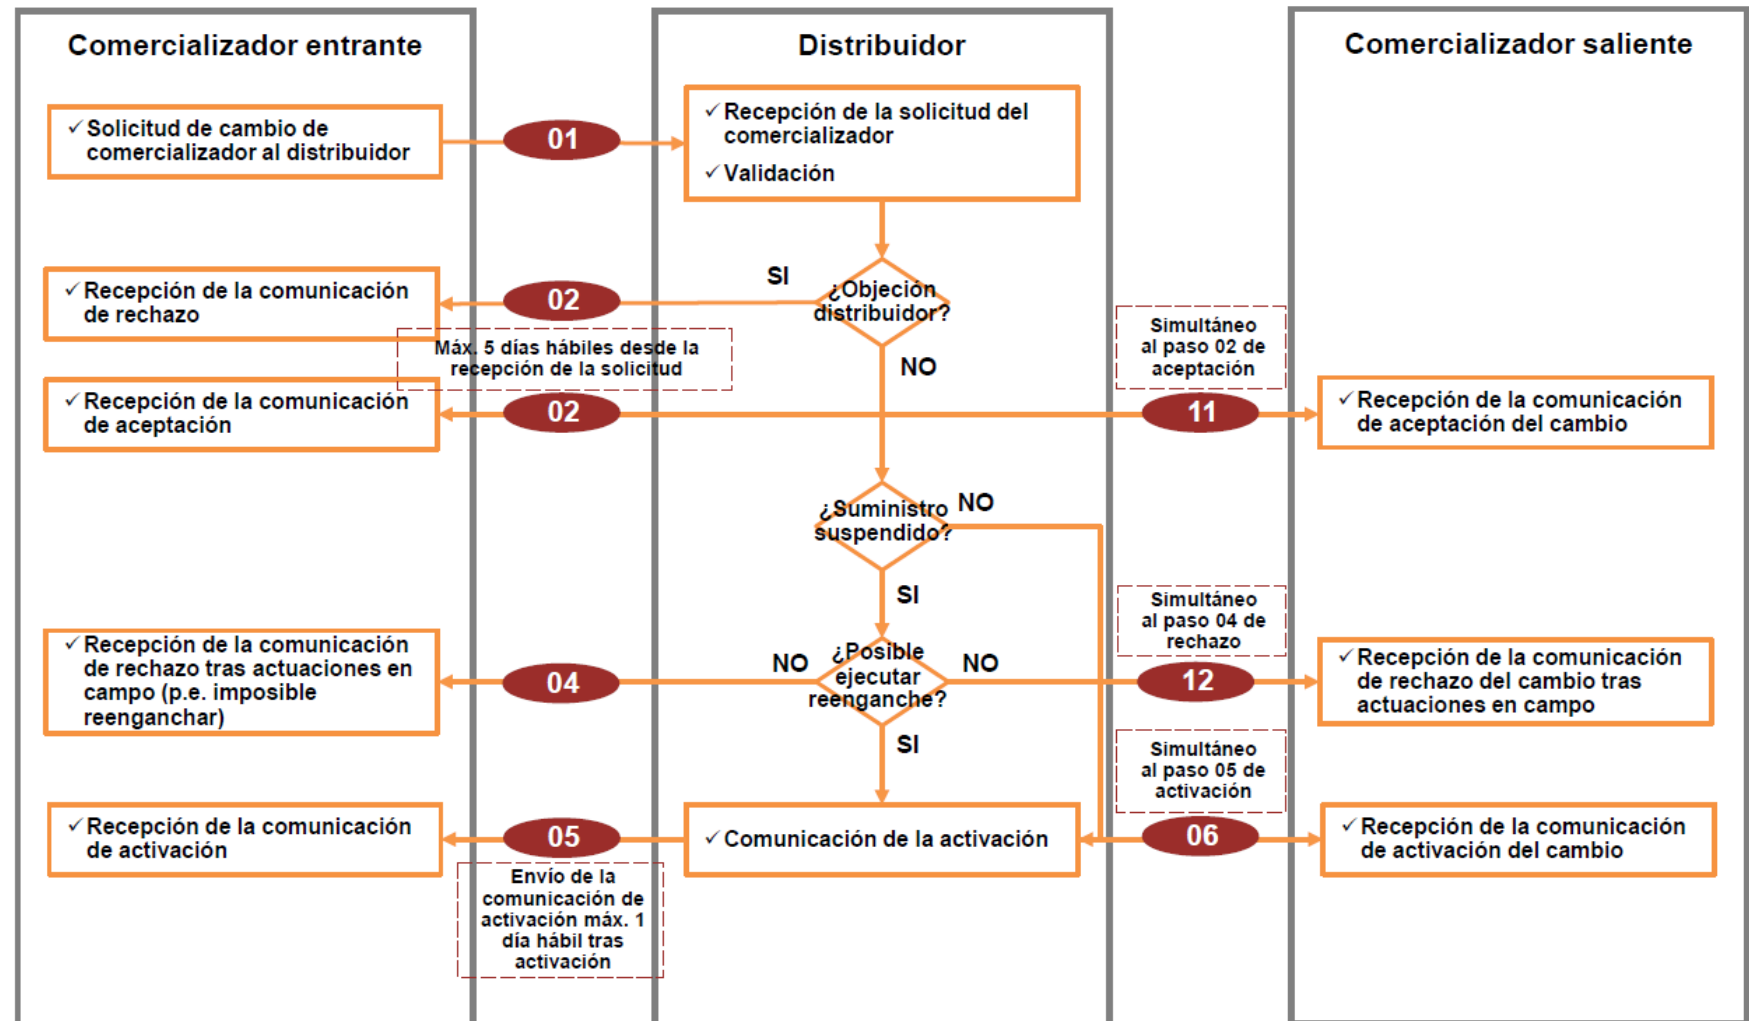 Comercializador entrante
Distribuidor
Comercializador saliente
✓ Solicitud de cambio de
comercializador al distribuidor
01
✓ Recepción de la solicitud del
comercializador
✓ Validación
SI
¿Objeción
distribuidor?
02
✓ Recepción de la comunicación
de rechazo
Máx. 5 días hábiles desde la
recepción de la solicitud
NO
Simultáneo
al paso 02 de
aceptación
✓ Recepción de la comunicación
de aceptación
02
11
✓ Recepción de la comunicación
de aceptación del cambio
¿Suministro
suspendido?
NO
SI
Simultáneo
al paso 04 de
rechazo
✓ Recepción de la comunicación
de rechazo tras actuaciones en
campo (p.e. imposible
reenganchar)
04
NO
¿Posible
ejecutar
reenganche?
NO
12
✓ Recepción de la comunicación
de rechazo del cambio tras
actuaciones en campo
SI
Simultáneo
al paso 05 de
activación
✓ Recepción de la comunicación
de activación
05
✓ Comunicación de la activación
06
✓ Recepción de la comunicación
de activación del cambio
Envío de la
comunicación de
activación máx. 1
día hábil tras
activación